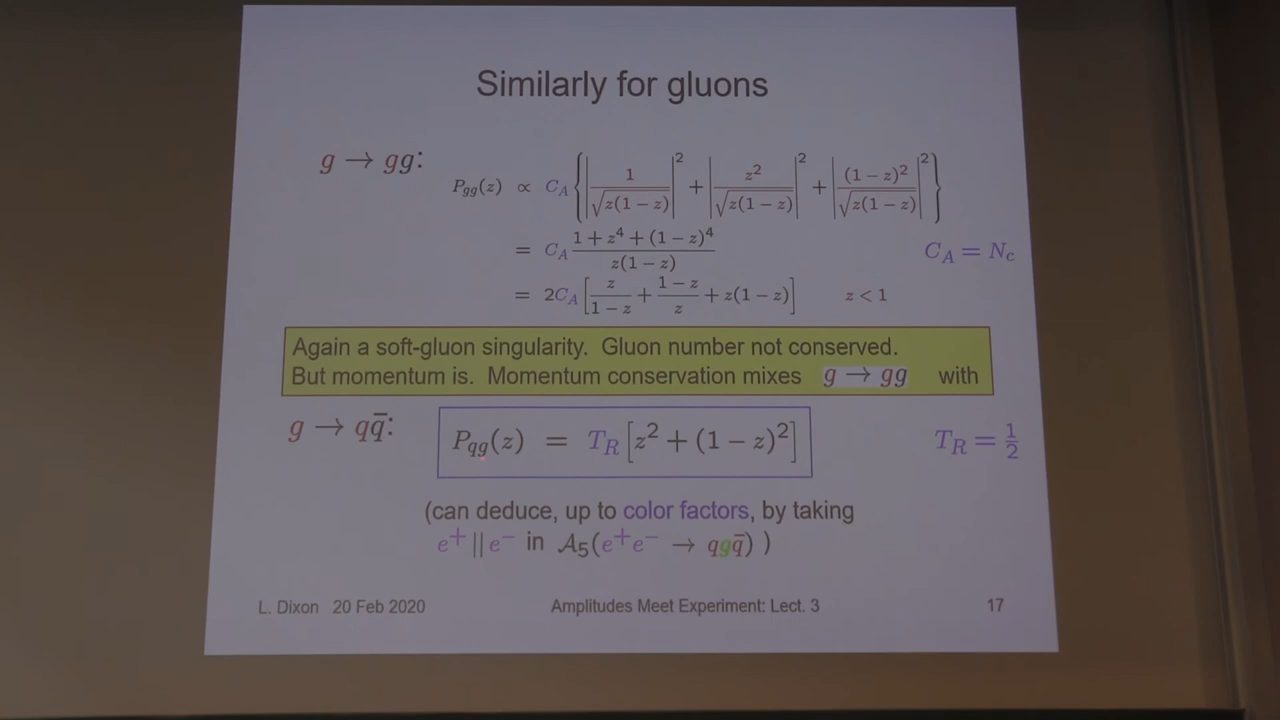 Similarly for gluons
g → gg:
P_gg(z) ∝ C_A { |1/√(z(1 − z))|² + |z²/√(z(1 − z))|² + |(1 − z)²/√(z(1 − z))|² }
= C_A (1 + z⁴ + (1 − z)⁴)/(z(1 − z)) C_A = N_c
= 2C_A [ z/(1 − z) + (1 − z)/z + z(1 − z) ] z < 1
Again a soft-gluon singularity. Gluon number not conserved.
But momentum is. Momentum conservation mixes g → gg with
g → qq̄:
P_qg(z) = T_R [z² + (1 − z)²] T_R = 1/2
(can deduce, up to color factors, by taking
e⁺ || e⁻ in A₅(e⁺e⁻ → qgq̄) )
L. Dixon 20 Feb 2020 Amplitudes Meet Experiment: Lect. 3 17